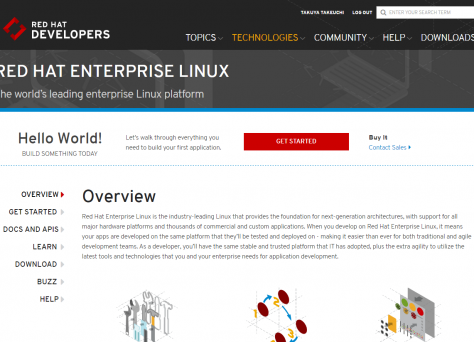 RED HAT
DEVELOPERS
TAKUYA TAKEUCHI LOG OUT ENTER YOUR SEARCH TERM
TOPICS TECHNOLOGIES COMMUNITY HELP DOWNLOADS
RED HAT ENTERPRISE LINUX
he world's leading enterprise Linux platform
Hello World!
BUILD SOMETHING TODAY
Let's walk through everything you
need to build your first application.
GET STARTED
Buy It
Contact Sales
OVERVIEW
GET STARTED
DOCS AND APIS
LEARN
DOWNLOAD
BUZZ
HELP
Overview
Red Hat Enterprise Linux is the industry-leading Linux that provides the foundation for next-generation architectures, with support for all
major hardware platforms and thousands of commercial and custom applications. When you develop on Red Hat Enterprise Linux, it
means your apps are developed on the same platform that they'll be tested and deployed on - making it easier than ever for both traditional and agile
development teams. As a developer, you'll have the same stable and trusted platform that IT has adopted, plus the extra agility to utilize the
latest tools and technologies that you and your enterprise needs for application development.